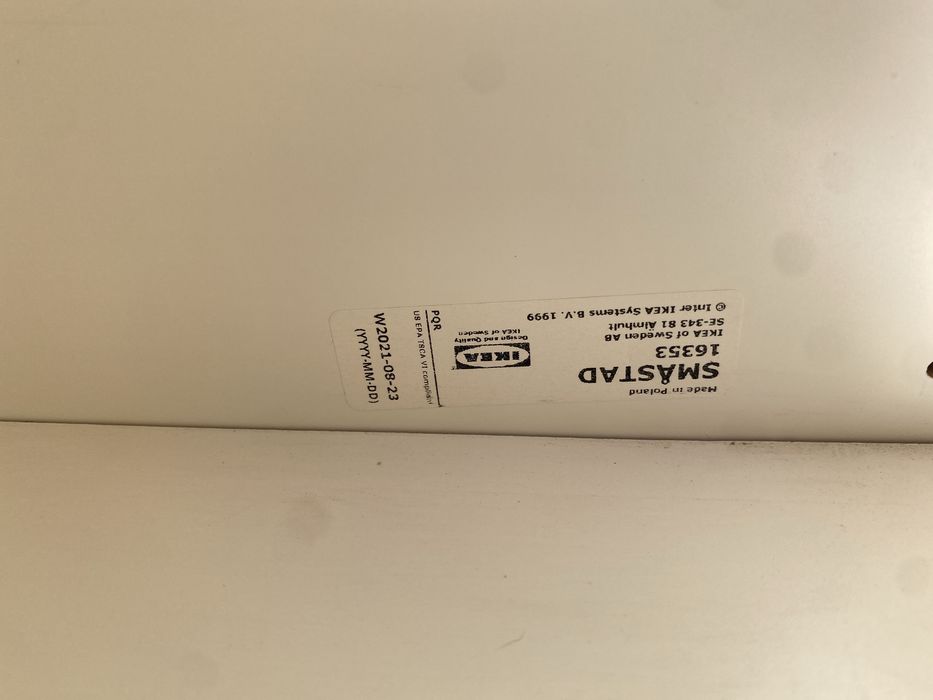 Made in Poland
SMÅSTAD
16353
IKEA of Sweden AB
SE-343 81 Älmhult
© Inter IKEA Systems B.V. 1999
IKEA
Design and Quality
IKEA of Sweden
PQR
US EPA TSCA VI compliant
W2021-08-23
(YYYY-MM-DD)